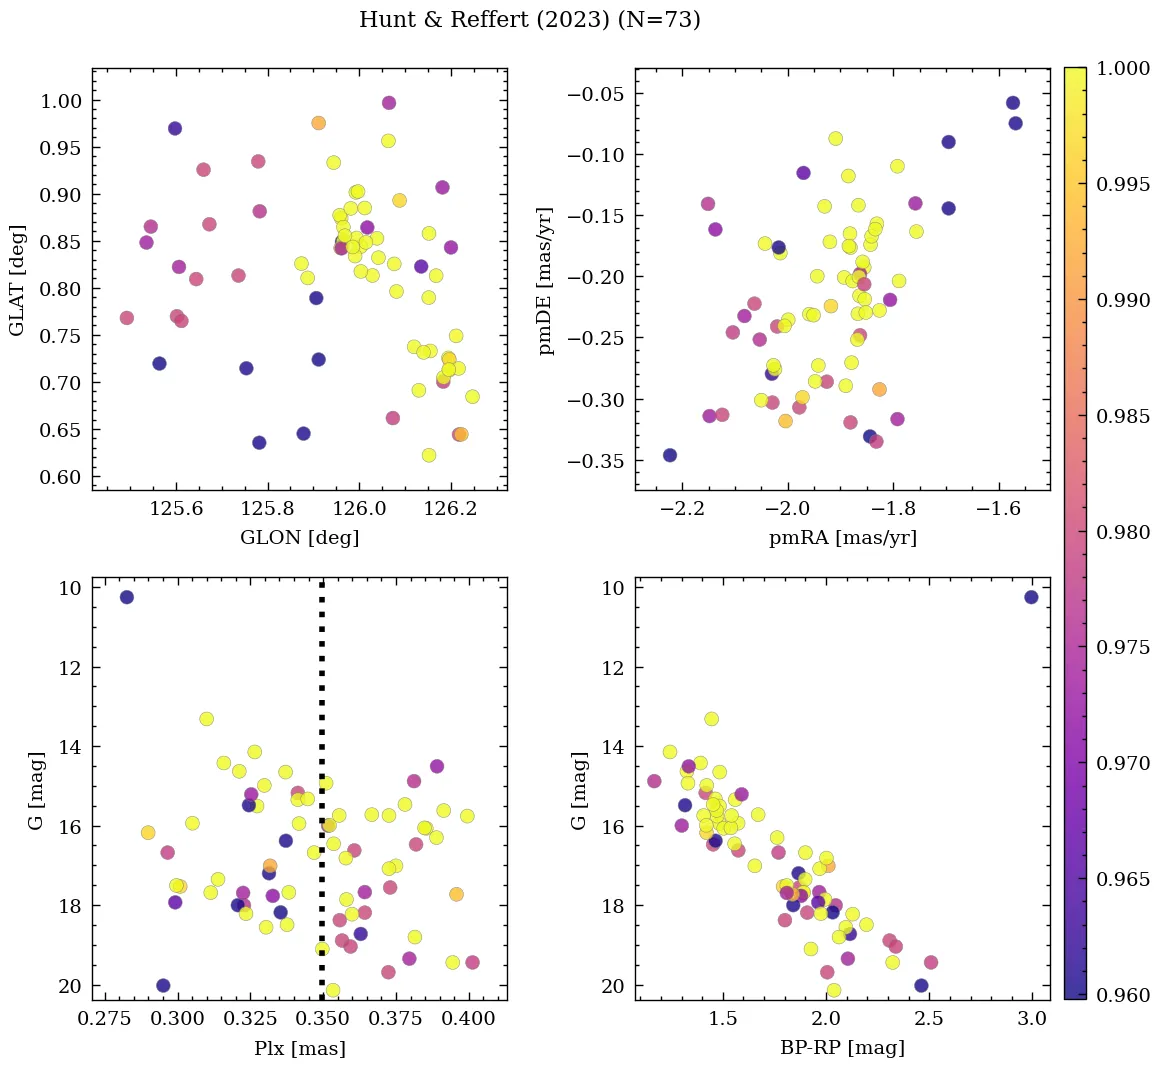 Hunt & Reffert (2023) (N=73)
1.00
0.95
0.90
0.85
0.80
0.75
0.70
0.65
0.60
GLAT [deg]
125.6 125.8 126.0 126.2
GLON [deg]
−0.05
−0.10
−0.15
−0.20
−0.25
−0.30
−0.35
pmDE [mas/yr]
−2.2 −2.0 −1.8 −1.6
pmRA [mas/yr]
10
12
14
16
18
20
G [mag]
0.275 0.300 0.325 0.350 0.375 0.400
Plx [mas]
10
12
14
16
18
20
G [mag]
1.5 2.0 2.5 3.0
BP-RP [mag]
1.000
0.995
0.990
0.985
0.980
0.975
0.970
0.965
0.960